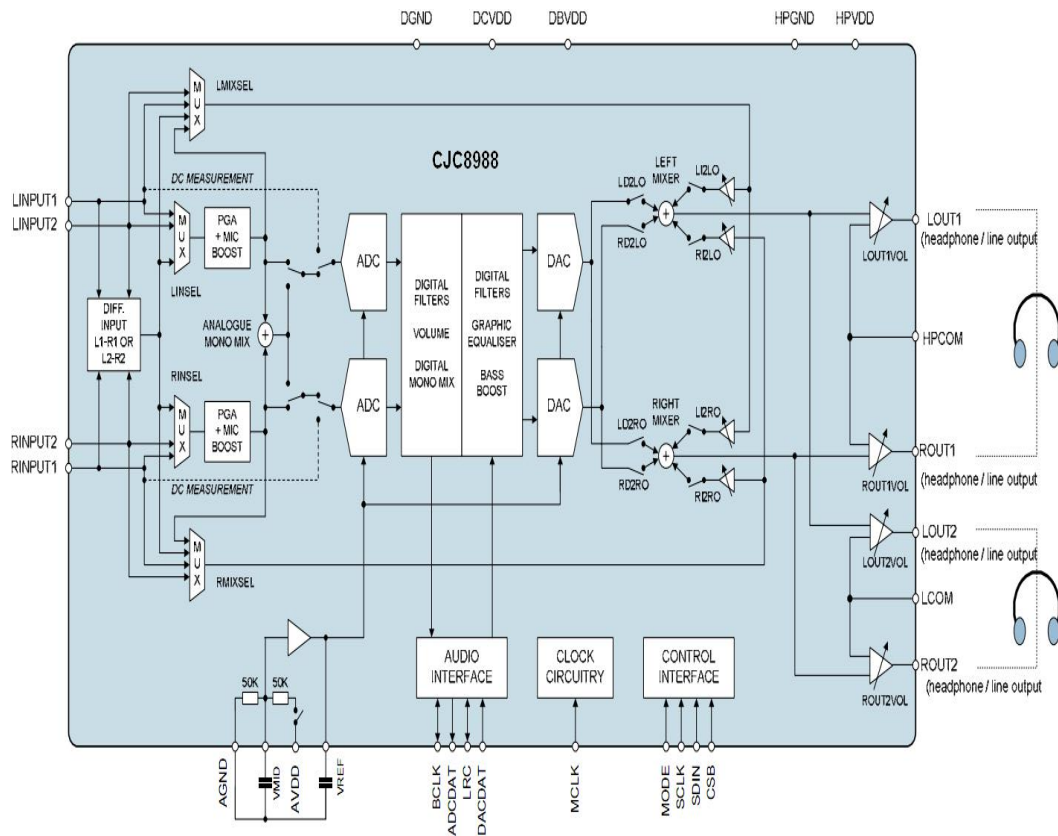 DGND DCVDD DBVDD HPGND HPVDD
M
U
X
LMIXSEL
CJC8988
DC MEASUREMENT
LINPUT1
LINPUT2
M
U
X
PGA
+ MIC
BOOST
LINSEL
DIFF.
INPUT
L1-R1 OR
L2-R2
ANALOGUE
MONO MIX
+
RINSEL
M
U
X
PGA
+ MIC
BOOST
RINPUT2
RINPUT1
DC MEASUREMENT
M
U
X
RMIXSEL
ADC
ADC
DIGITAL
FILTERS
VOLUME
DIGITAL
MONO MIX
DIGITAL
FILTERS
GRAPHIC
EQUALISER
BASS
BOOST
DAC
DAC
LD2LO
RD2LO
LEFT
MIXER
+
LI2LO
RI2LO
LD2RO
RD2RO
RIGHT
MIXER
+
LI2RO
RI2RO
LOUT1VOL
LOUT1
(headphone / line output
HPCOM
ROUT1
(headphone / line output
ROUT1VOL
LOUT2
(headphone / line output
LOUT2VOL
LCOM
ROUT2
(headphone / line output
ROUT2VOL
50K 50K
AUDIO
INTERFACE
CLOCK
CIRCUITRY
CONTROL
INTERFACE
AGND
VMID
AVDD
VREF
BCLK
ADCDAT
LRC
DACDAT
MCLK
MODE
SCLK
SDIN
CSB